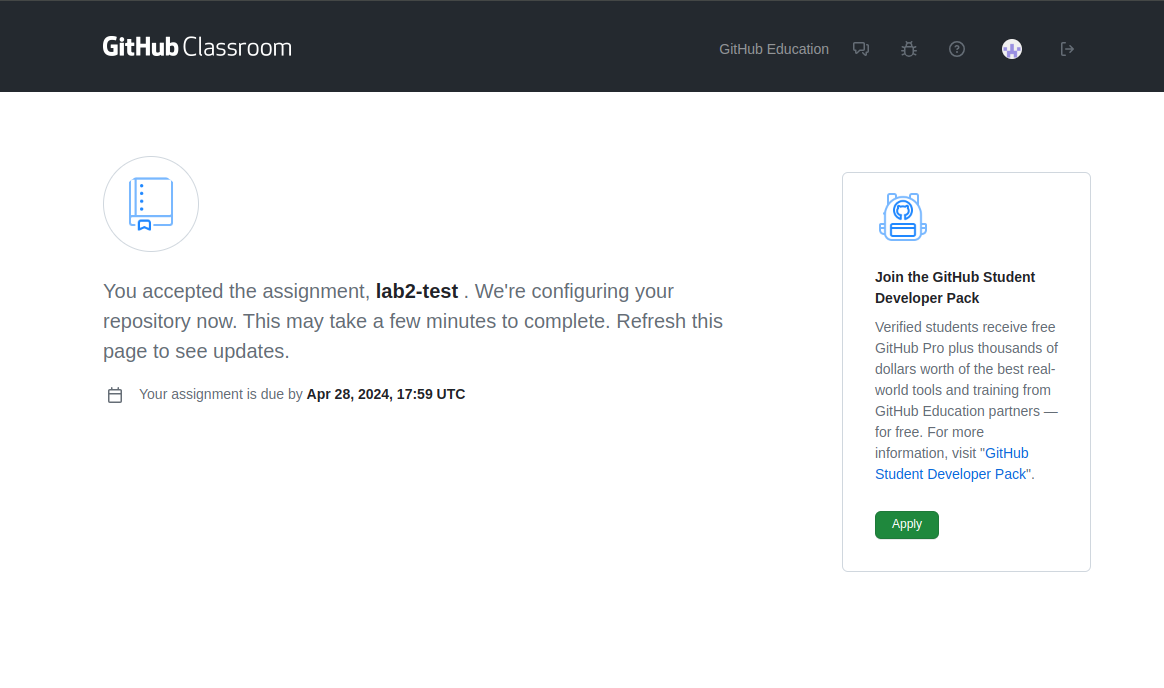 GitHub Classroom
GitHub Education
You accepted the assignment, lab2-test . We're configuring your
repository now. This may take a few minutes to complete. Refresh this
page to see updates.
Your assignment is due by Apr 28, 2024, 17:59 UTC
Join the GitHub Student
Developer Pack
Verified students receive free
GitHub Pro plus thousands of
dollars worth of the best real-
world tools and training from
GitHub Education partners —
for free. For more
information, visit "GitHub
Student Developer Pack".
Apply